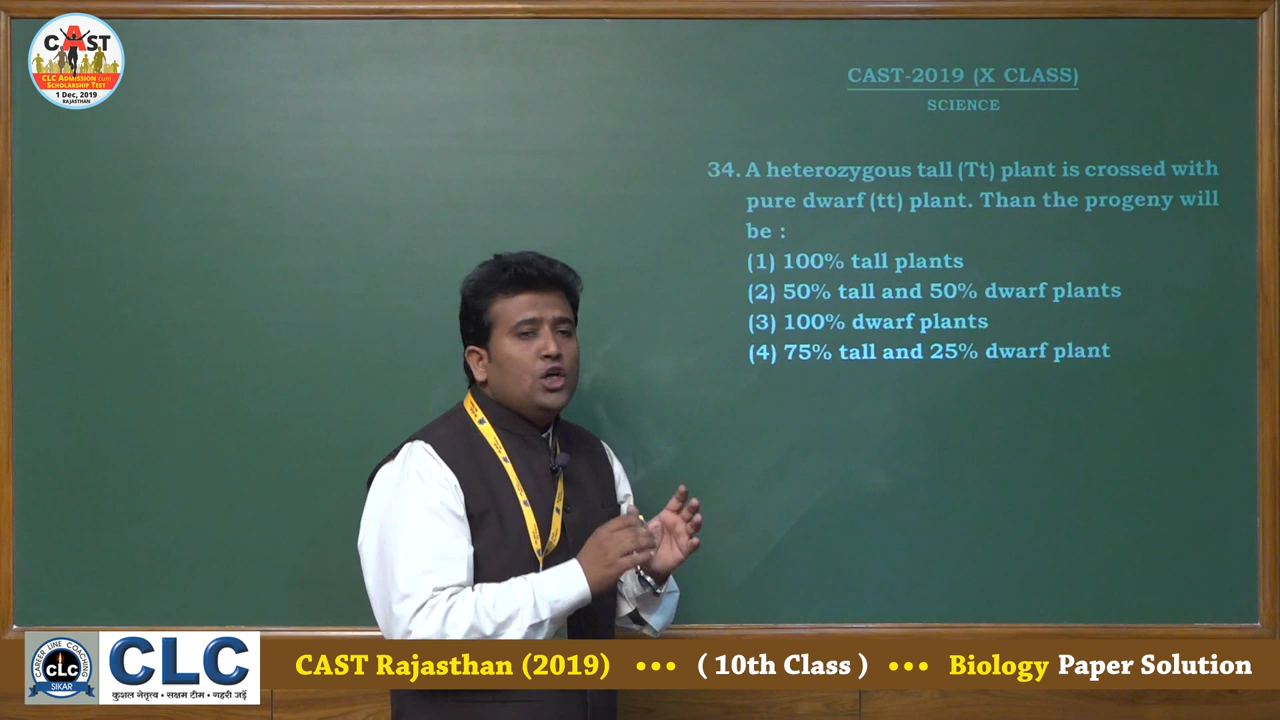 CAST
CLC ADMISSION cum
SCHOLARSHIP TEST
1 Dec, 2019
RAJASTHAN
CAST-2019 (X CLASS)
SCIENCE
34. A heterozygous tall (Tt) plant is crossed with
pure dwarf (tt) plant. Than the progeny will
be :
(1) 100% tall plants
(2) 50% tall and 50% dwarf plants
(3) 100% dwarf plants
(4) 75% tall and 25% dwarf plant
CAREER LINE COACHING
CLC
SIKAR
CLC
कुशल नेतृत्व • सक्षम टीम • गहरी जड़ें
CAST Rajasthan (2019) ••• ( 10th Class ) ••• Biology Paper Solution